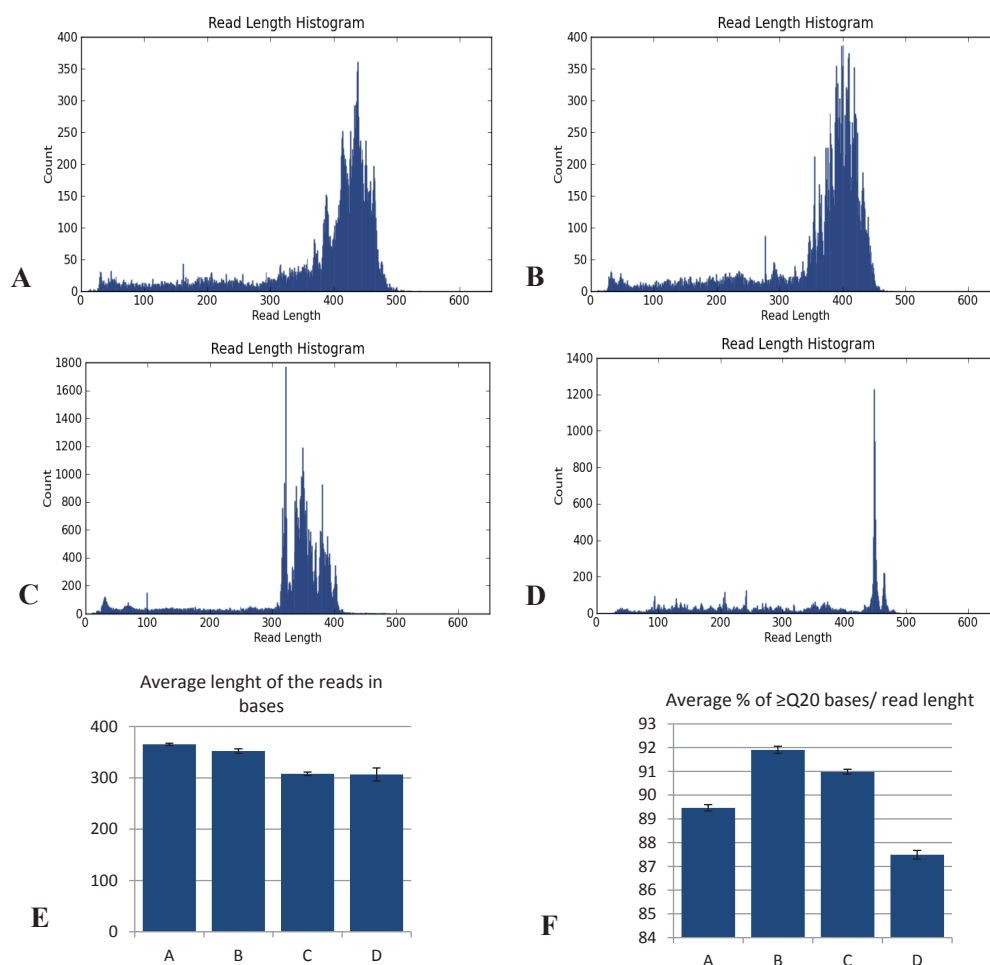 Read Length Histogram
400
350
300
250
200
150
100
50
0
Count
0 100 200 300 400 500 600
Read Length
A
Read Length Histogram
400
350
300
250
200
150
100
50
0
Count
0 100 200 300 400 500 600
Read Length
B
Read Length Histogram
1800
1600
1400
1200
1000
800
600
400
200
0
Count
0 100 200 300 400 500 600
Read Length
C
Read Length Histogram
1400
1200
1000
800
600
400
200
0
Count
0 100 200 300 400 500 600
Read Length
D
Average lenght of the reads in
bases
400
300
200
100
0
A B C D
E
Average % of ≥Q20 bases/ read lenght
93
92
91
90
89
88
87
86
85
84
A B C D
F